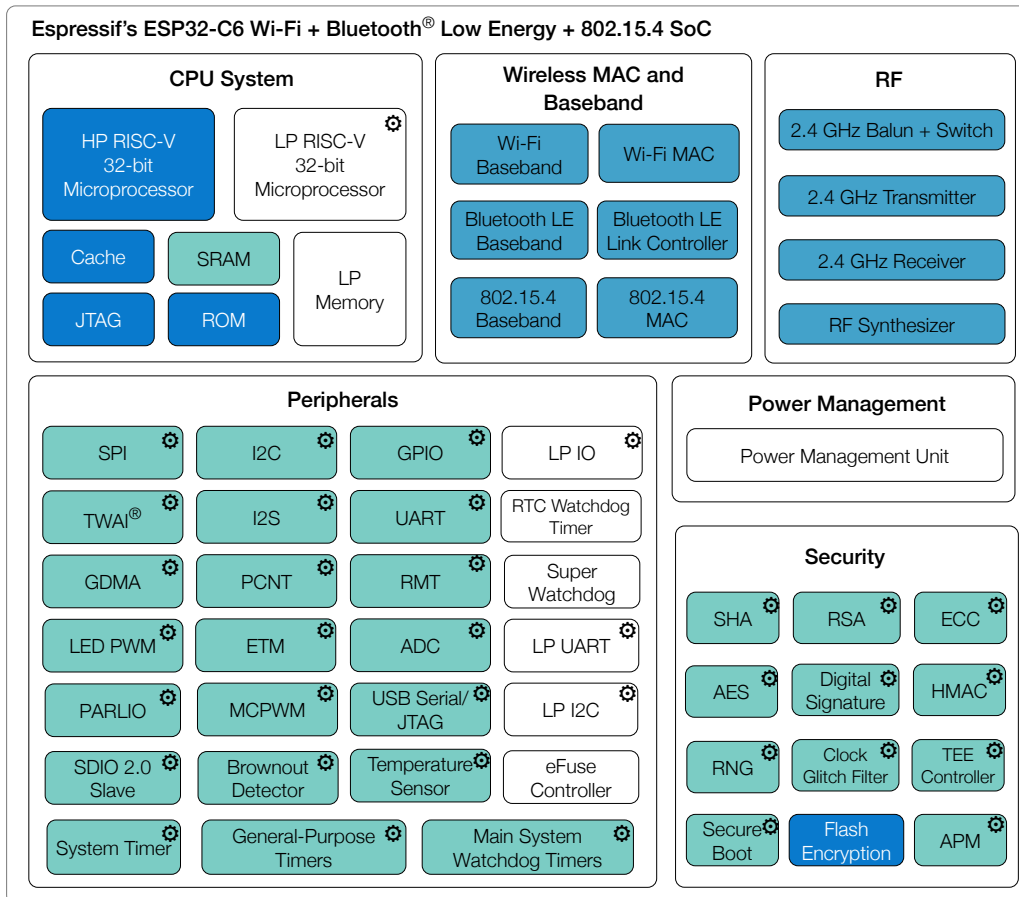 Espressif's ESP32-C6 Wi-Fi + Bluetooth® Low Energy + 802.15.4 SoC
CPU System
HP RISC-V
32-bit
Microprocessor
LP RISC-V
32-bit
Microprocessor
Cache
SRAM
LP
Memory
JTAG
ROM
Wireless MAC and
Baseband
Wi-Fi
Baseband
Wi-Fi MAC
Bluetooth LE
Baseband
Bluetooth LE
Link Controller
802.15.4
Baseband
802.15.4
MAC
RF
2.4 GHz Balun + Switch
2.4 GHz Transmitter
2.4 GHz Receiver
RF Synthesizer
Peripherals
SPI
I2C
GPIO
LP IO
TWAI®
I2S
UART
RTC Watchdog
Timer
GDMA
PCNT
RMT
Super
Watchdog
LED PWM
ETM
ADC
LP UART
PARLIO
MCPWM
USB Serial/
JTAG
LP I2C
SDIO 2.0
Slave
Brownout
Detector
Temperature
Sensor
eFuse
Controller
System Timer
General-Purpose
Timers
Main System
Watchdog Timers
Power Management
Power Management Unit
Security
SHA
RSA
ECC
AES
Digital
Signature
HMAC
RNG
Clock
Glitch Filter
TEE
Controller
Secure
Boot
Flash
Encryption
APM